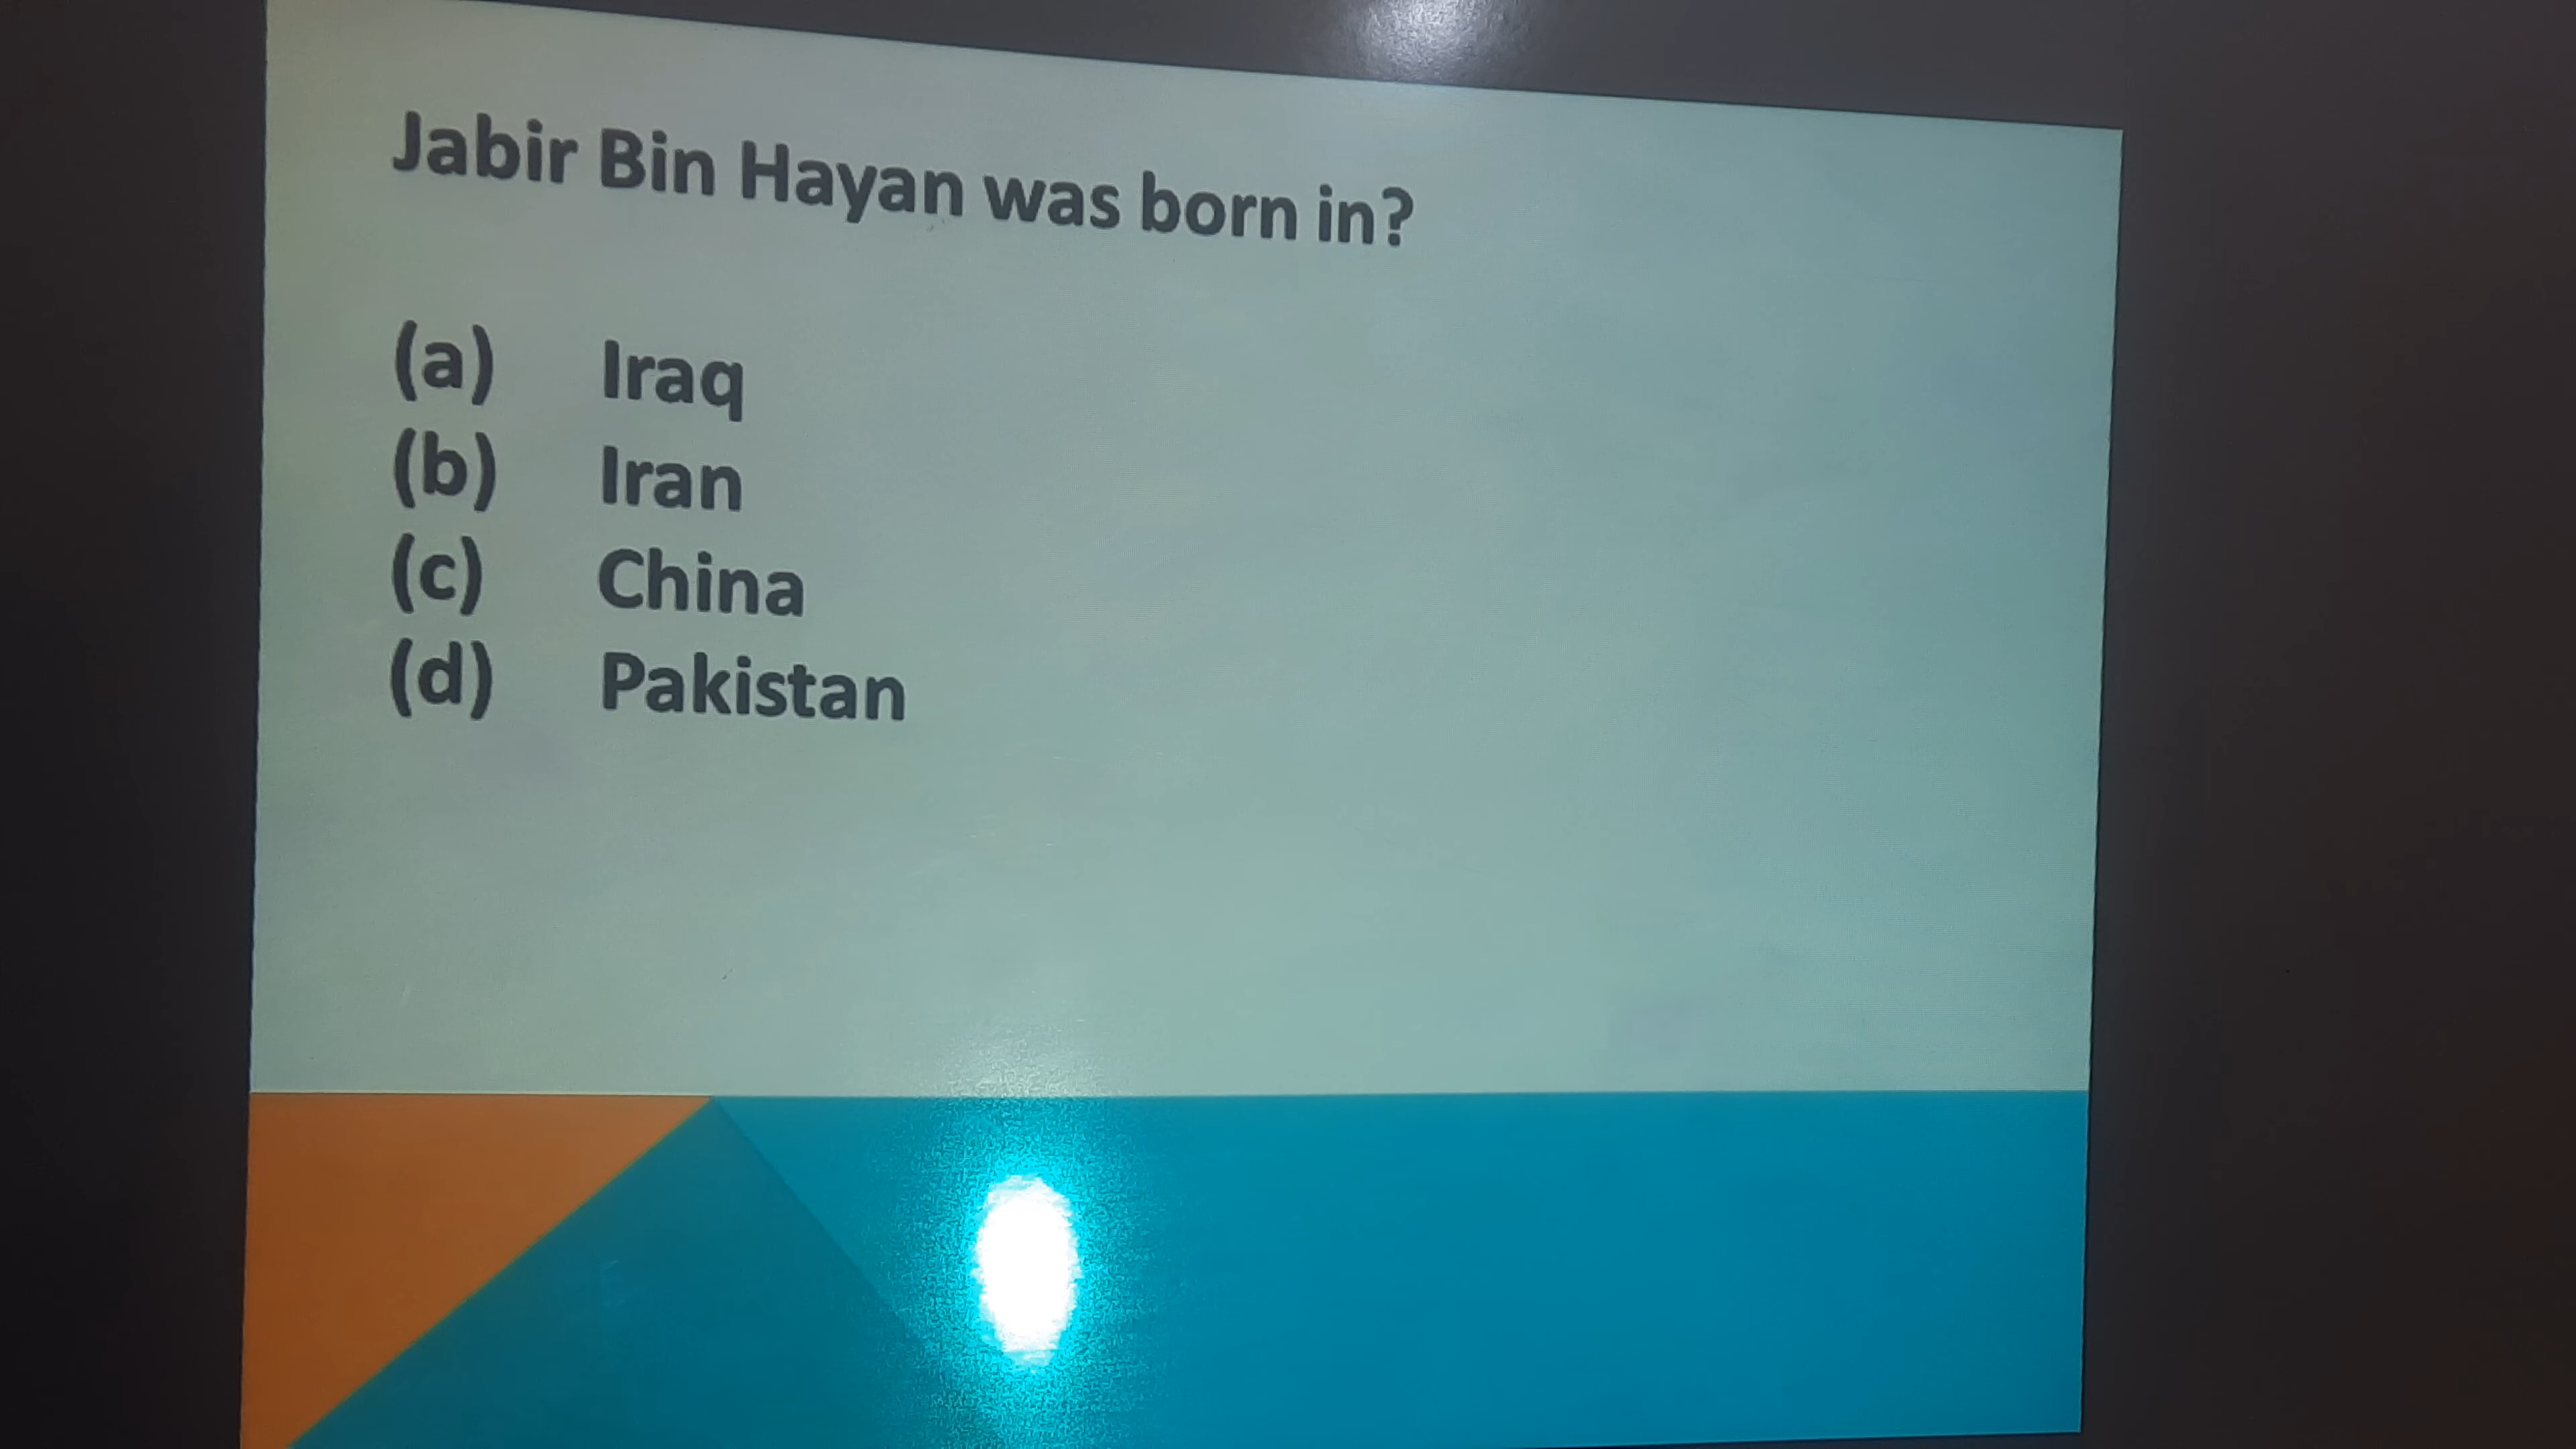 Jabir Bin Hayan was born in?
(a) Iraq
(b) Iran
(c) China
(d) Pakistan